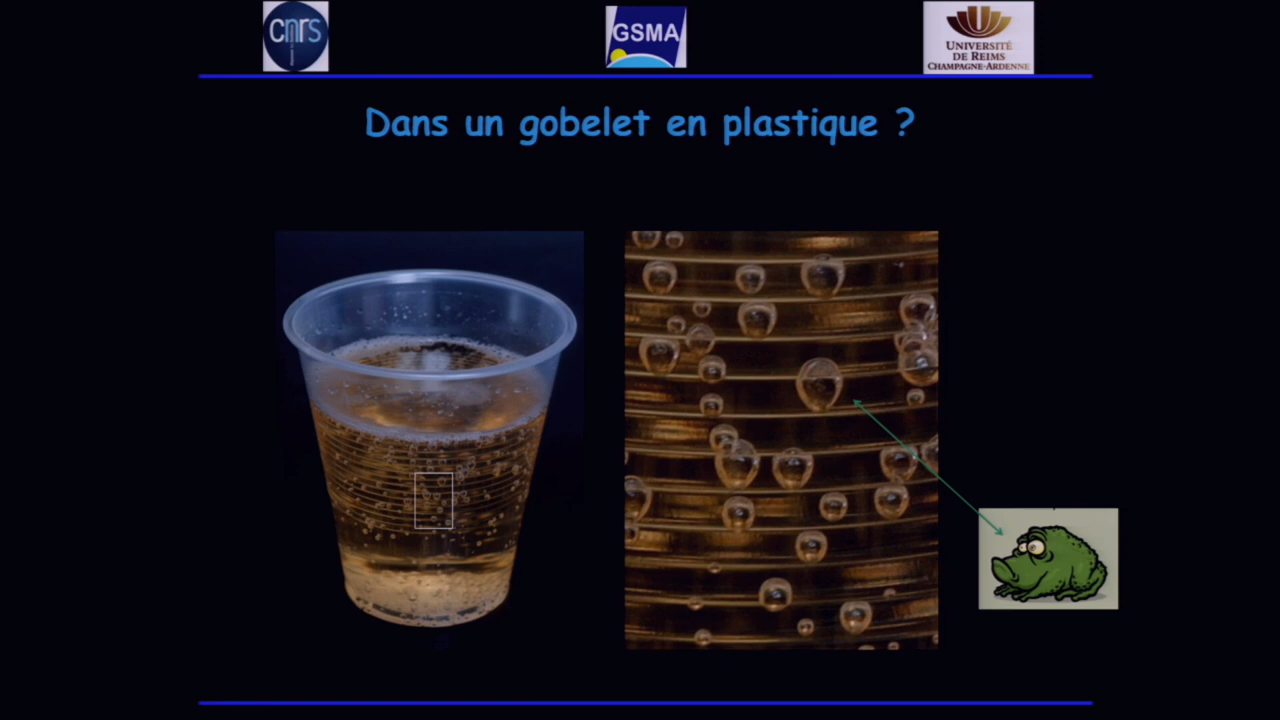 cnrs
GSMA
UNIVERSITÉ
DE REIMS
CHAMPAGNE-ARDENNE
Dans un gobelet en plastique ?